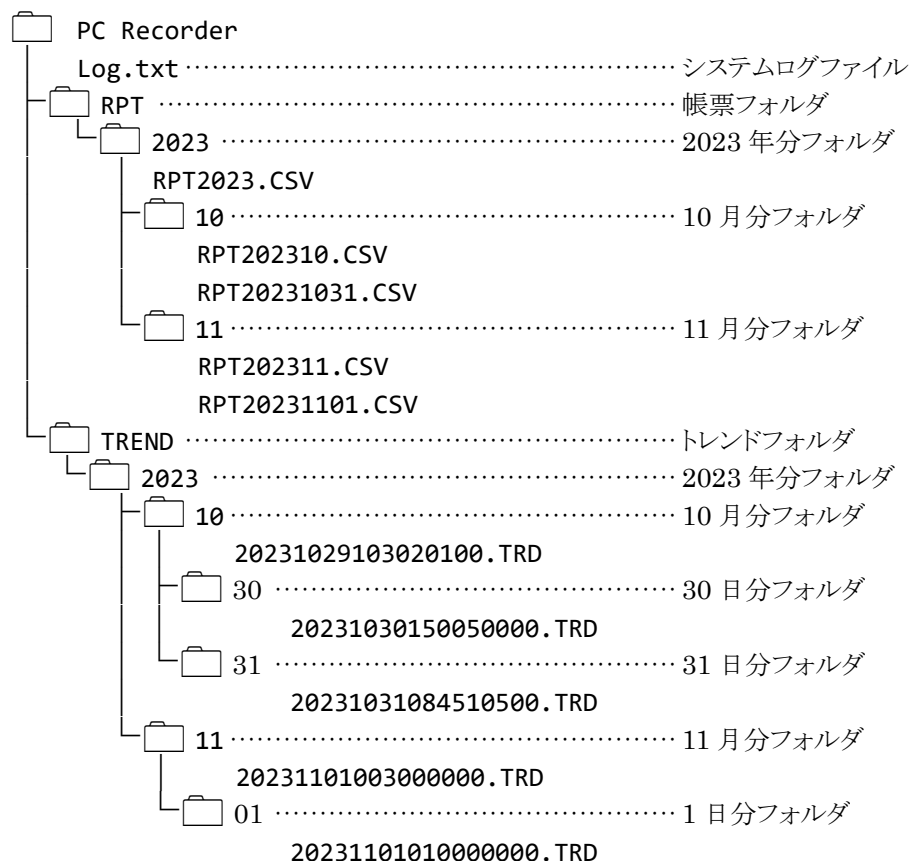 PC Recorder
Log.txt ･････････････････････････････････････ システムログファイル
RPT ･････････････････････････････････････ 帳票フォルダ
2023 ･････････････････････････････････････ 2023 年分フォルダ
RPT2023.CSV
10 ･････････････････････････････････････ 10 月分フォルダ
RPT202310.CSV
RPT20231031.CSV
11 ･････････････････････････････････････ 11 月分フォルダ
RPT202311.CSV
RPT20231101.CSV
TREND ･････････････････････････････････････ トレンドフォルダ
2023 ･････････････････････････････････････ 2023 年分フォルダ
10 ･････････････････････････････････････ 10 月分フォルダ
20231029103020100.TRD
30 ･････････････････････････････････････ 30 日分フォルダ
20231030150050000.TRD
31 ･････････････････････････････････････ 31 日分フォルダ
20231031084510500.TRD
11 ･････････････････････････････････････ 11 月分フォルダ
20231101003000000.TRD
01 ･････････････････････････････････････ 1 日分フォルダ
20231101010000000.TRD